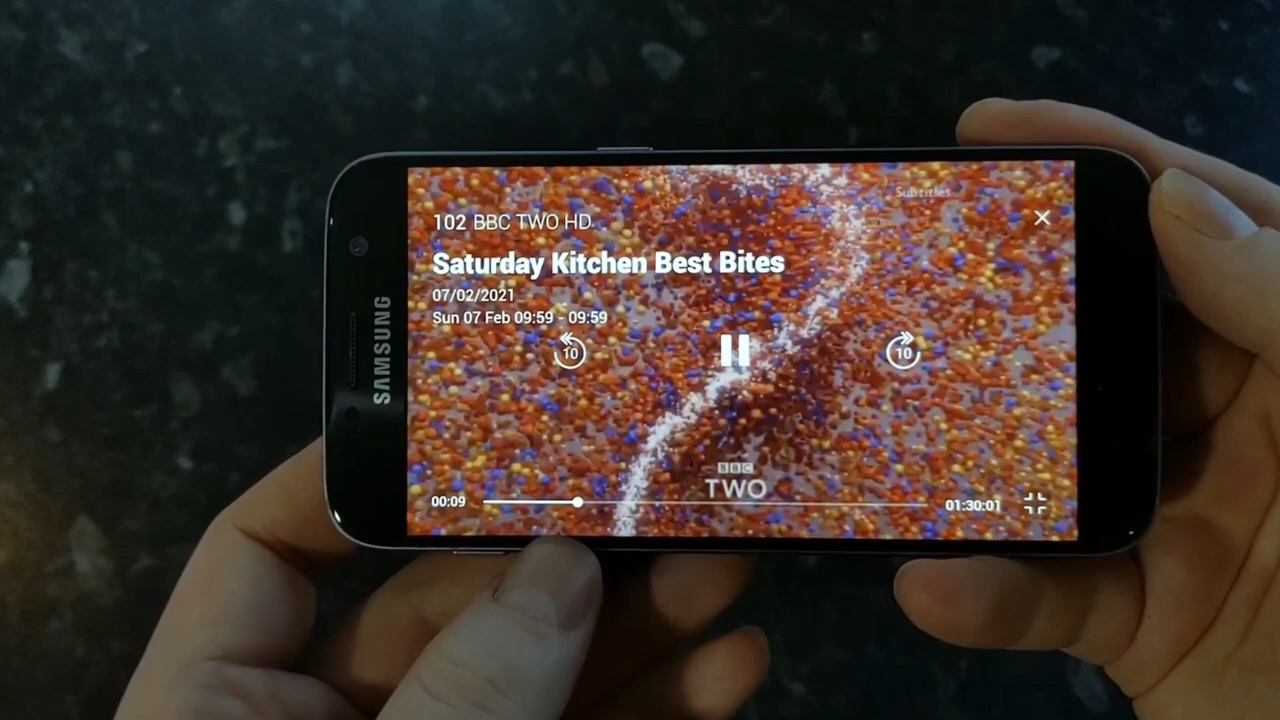 Subtitles
102 BBC TWO HD
Saturday Kitchen Best Bites
07/02/2021
Sun 07 Feb 09:59 - 09:59
10
10
BBC
TWO
00:09
01:30:01
SAMSUNG